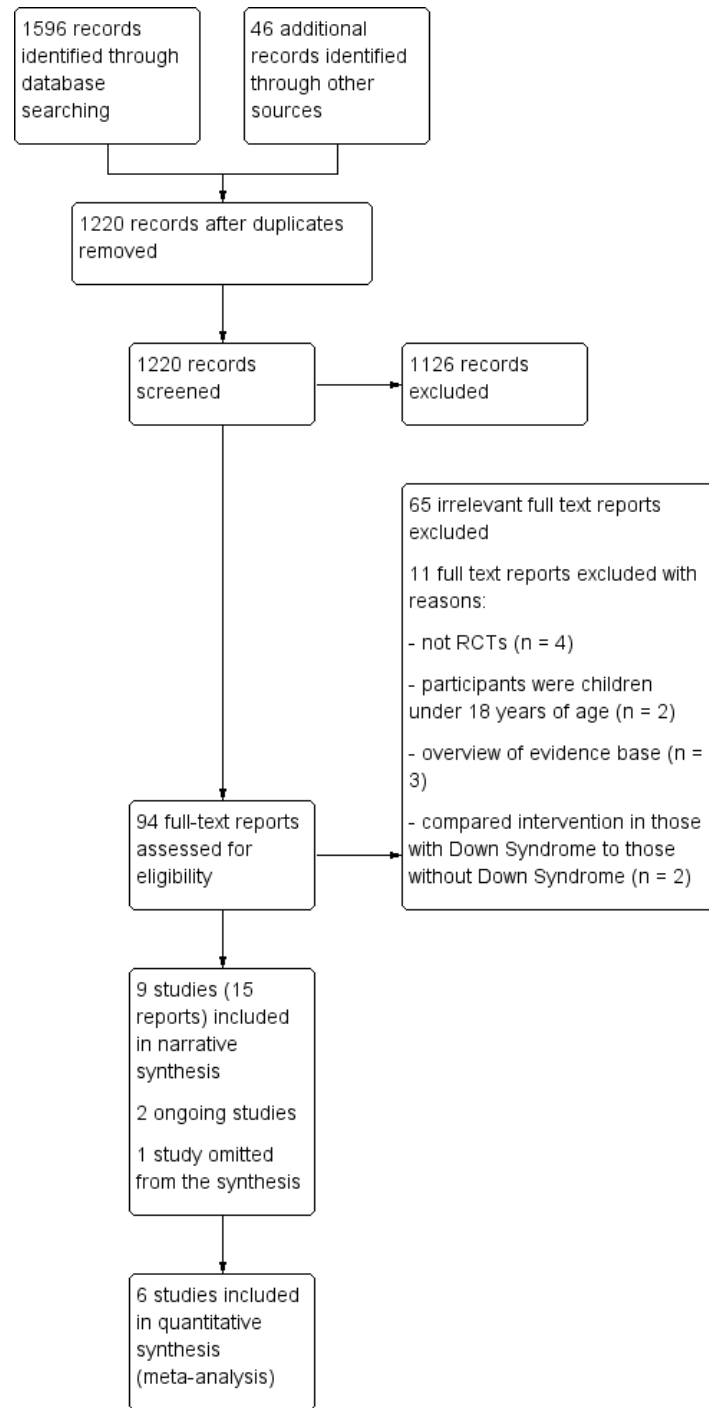 1596 records
identified through
database
searching
46 additional
records identified
through other
sources
1220 records after duplicates
removed
1220 records
screened
1126 records
excluded
65 irrelevant full text reports
excluded
11 full text reports excluded with
reasons:
- not RCTs (n = 4)
- participants were children
under 18 years of age (n = 2)
- overview of evidence base (n =
3)
- compared intervention in those
with Down Syndrome to those
without Down Syndrome (n = 2)
94 full-text reports
assessed for
eligibility
9 studies (15
reports) included
in narrative
synthesis
2 ongoing studies
1 study omitted
from the synthesis
6 studies included
in quantitative
synthesis
(meta-analysis)